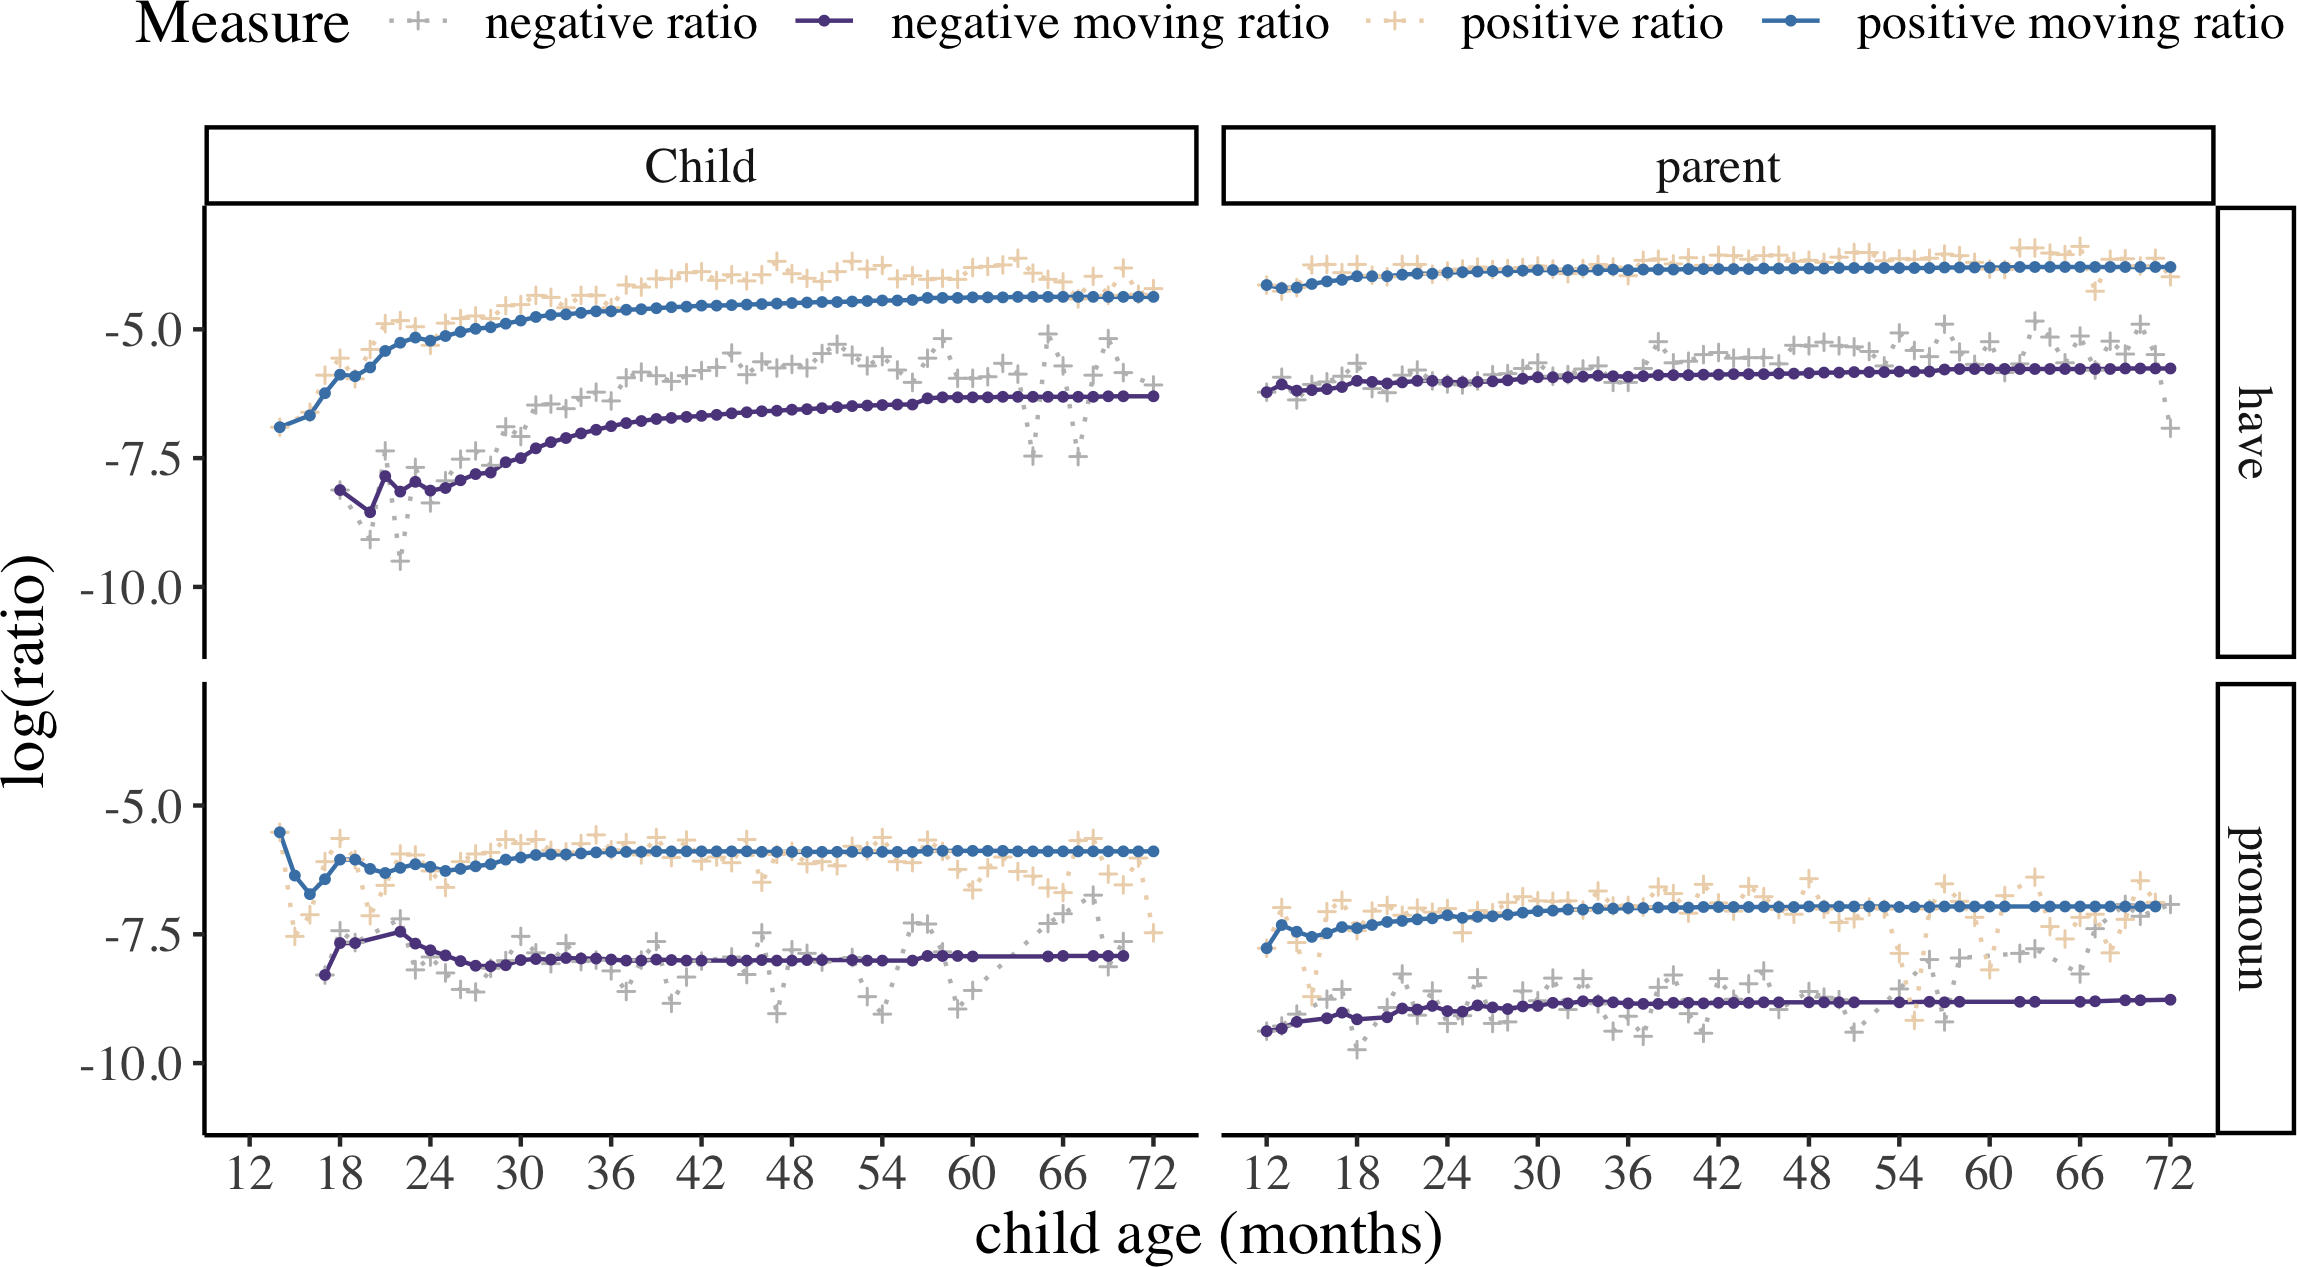 Measure negative ratio negative moving ratio positive ratio positive moving ratio
Child parent
have
-5.0
-7.5
-10.0
log(ratio)
pronoun
-5.0
-7.5
-10.0
12 18 24 30 36 42 48 54 60 66 72 12 18 24 30 36 42 48 54 60 66 72
child age (months)